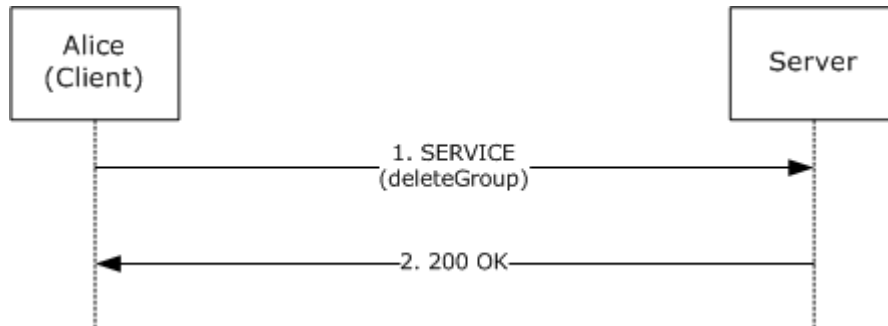 Alice
(Client)
Server
1. SERVICE
(deleteGroup)
2. 200 OK